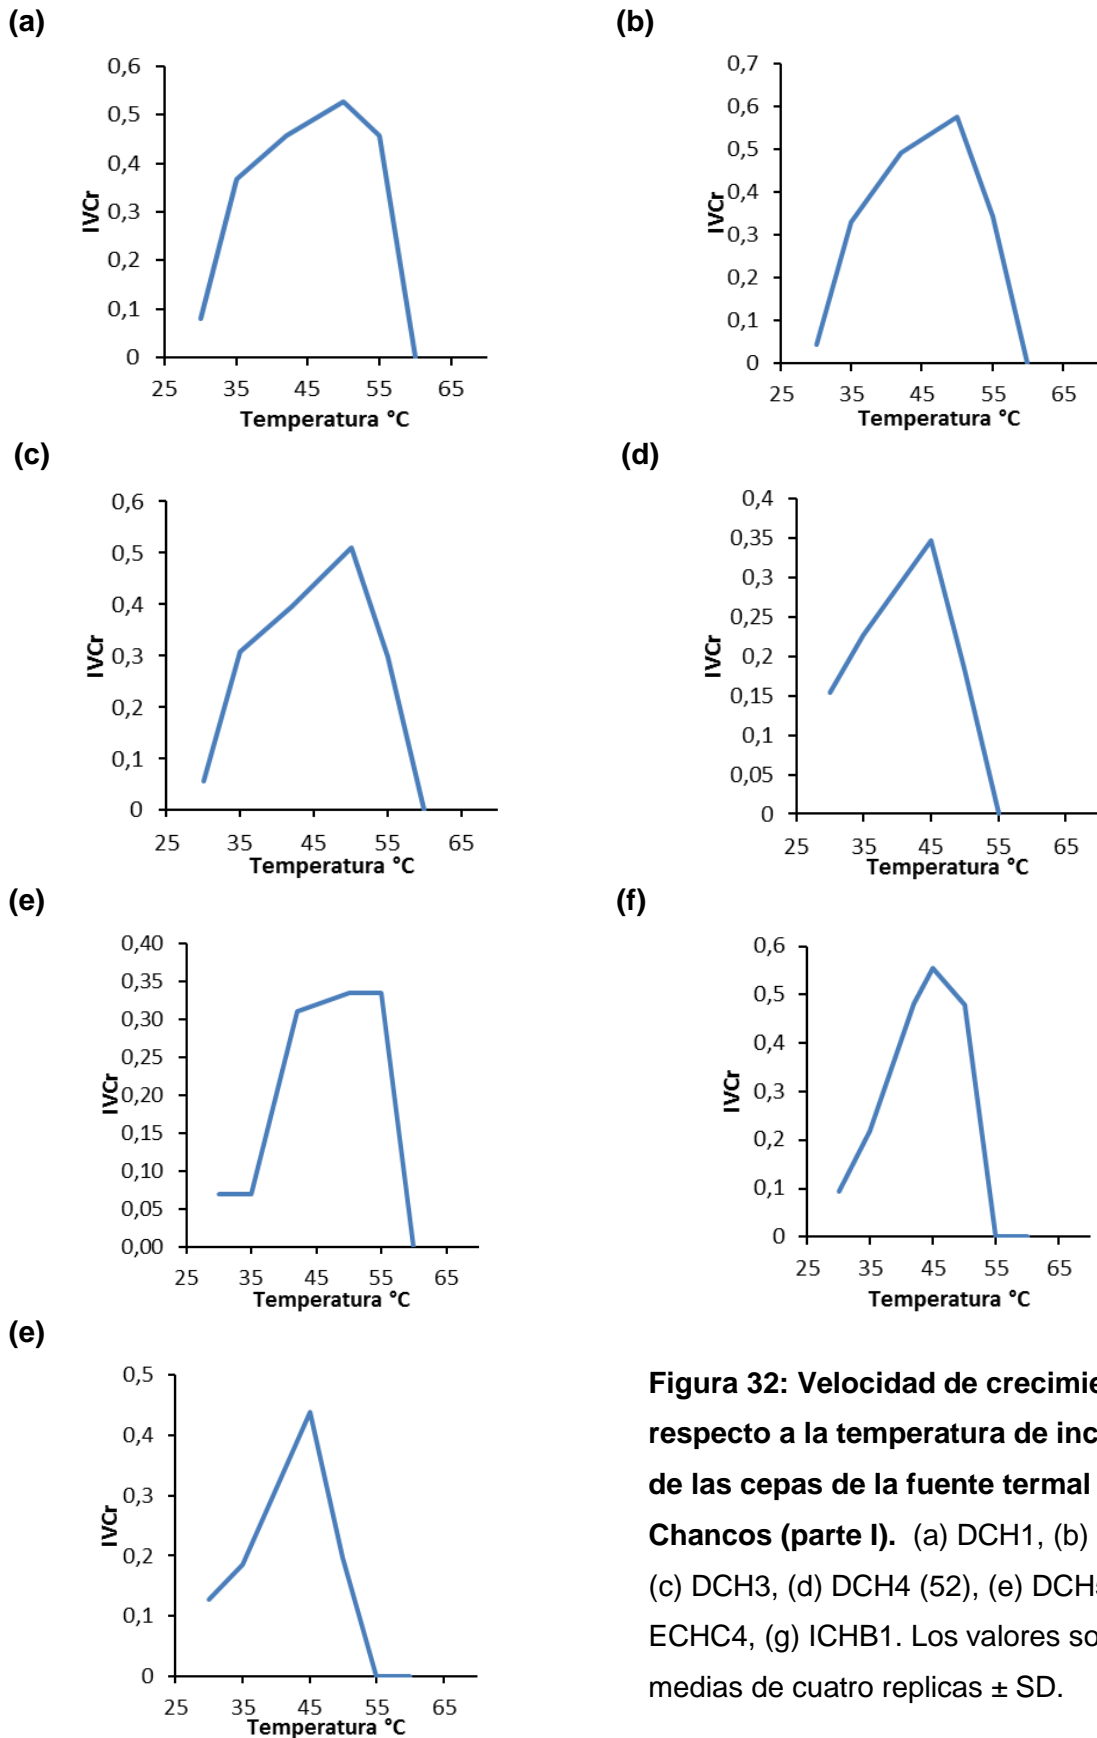 (a)
0,6
0,5
0,4
0,3
0,2
0,1
0
IVCr
25 35 45 55 65
Temperatura °C
(b)
0,7
0,6
0,5
0,4
0,3
0,2
0,1
0
IVCr
25 35 45 55 65
Temperatura °C
(c)
0,6
0,5
0,4
0,3
0,2
0,1
0
IVCr
25 35 45 55 65
Temperatura °C
(d)
0,4
0,35
0,3
0,25
0,2
0,15
0,1
0,05
0
IVCr
25 35 45 55 65
Temperatura °C
(e)
0,40
0,35
0,30
0,25
0,20
0,15
0,10
0,05
0,00
IVCr
25 35 45 55 65
Temperatura °C
(f)
0,6
0,5
0,4
0,3
0,2
0,1
0
IVCr
25 35 45 55 65
Temperatura °C
(e)
0,5
0,4
0,3
0,2
0,1
0
IVCr
25 35 45 55 65
Temperatura °C
Figura 32: Velocidad de crecimie
respecto a la temperatura de inc
de las cepas de la fuente termal
Chancos (parte I). (a) DCH1, (b)
(c) DCH3, (d) DCH4 (52), (e) DCH
ECHC4, (g) ICHB1. Los valores so
medias de cuatro replicas ± SD.